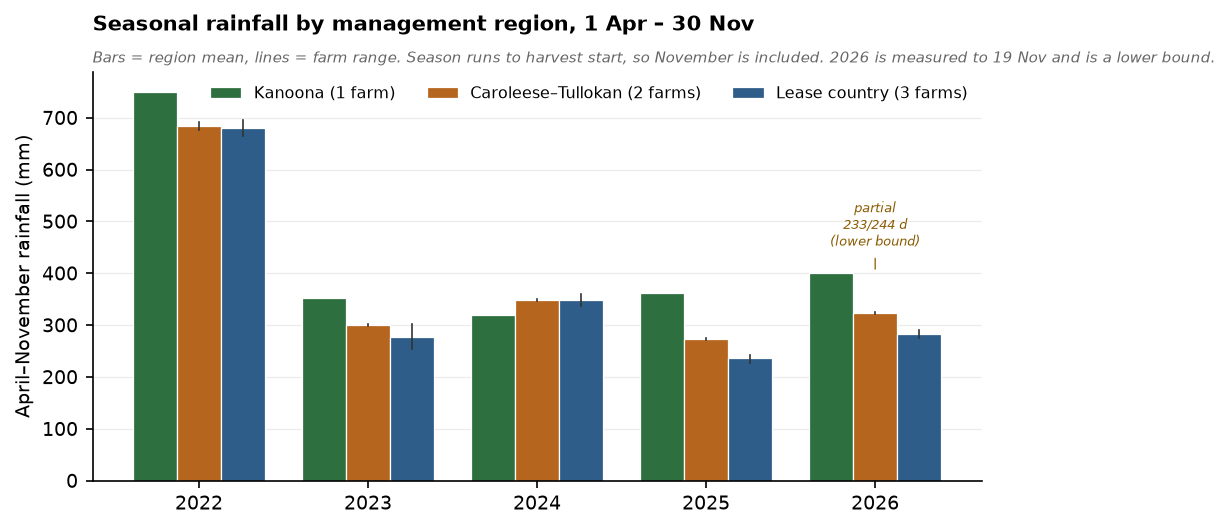 Seasonal rainfall by management region, 1 Apr – 30 Nov
Bars = region mean, lines = farm range. Season runs to harvest start, so November is included. 2026 is measured to 19 Nov and is a lower bound.
Kanoona (1 farm) Caroleese–Tullokan (2 farms) Lease country (3 farms)
April–November rainfall (mm)
700
600
500
400
300
200
100
0
partial
233/244 d
(lower bound)
2022 2023 2024 2025 2026